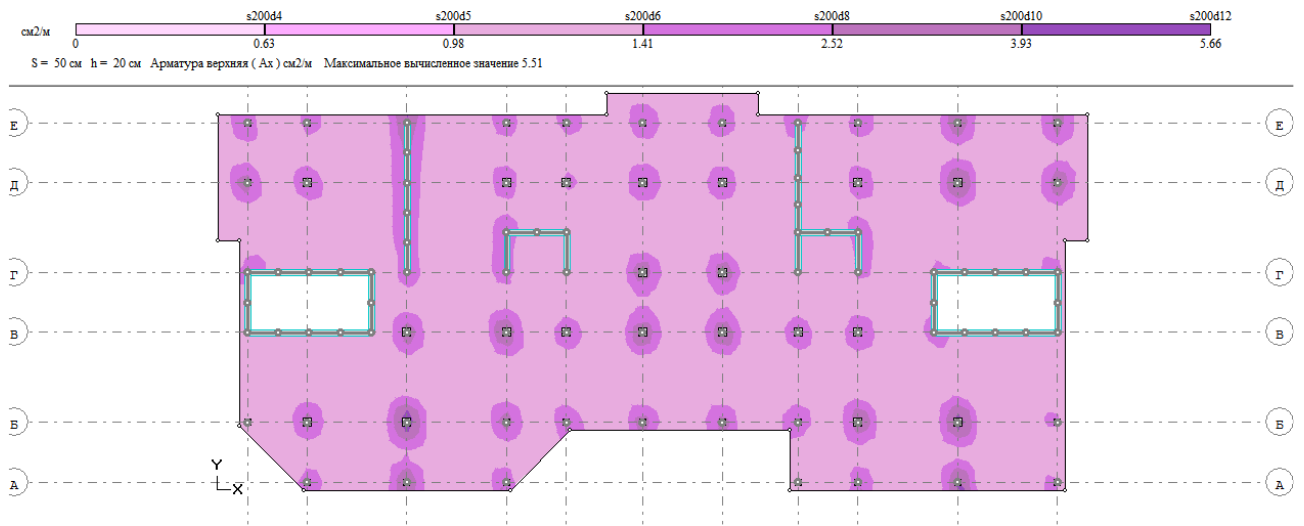 s200d4 s200d5 s200d6 s200d8 s200d10 s200d12
см2/м
0 0.63 0.98 1.41 2.52 3.93 5.66
S = 50 см h = 20 см Арматура верхняя ( Ax ) см2/м Максимальное вычисленное значение 5.51
Е Е
Д Д
Г Г
В В
Б Б
Y
X
А А